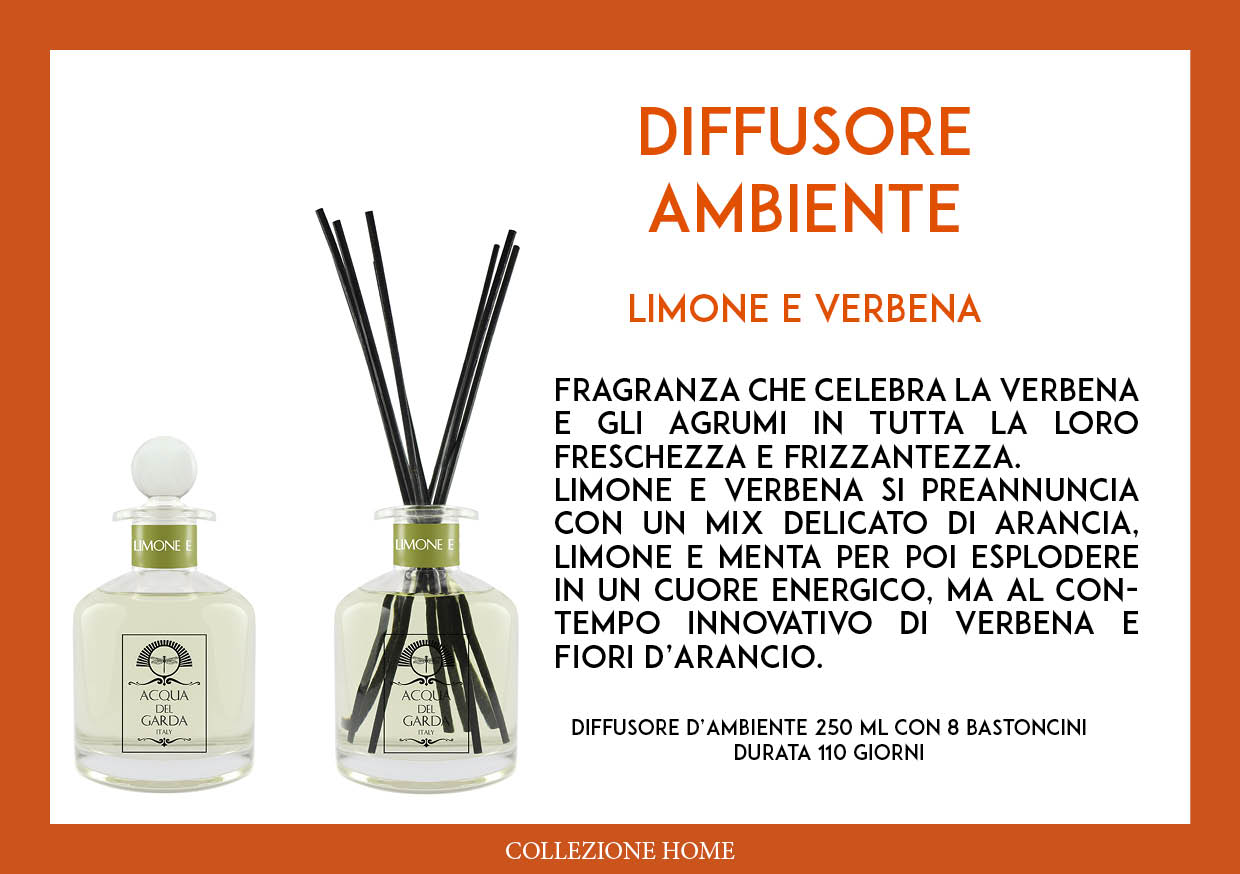 DIFFUSORE
AMBIENTE
LIMONE E VERBENA
FRAGRANZA CHE CELEBRA LA VERBENA
E GLI AGRUMI IN TUTTA LA LORO
FRESCHEZZA E FRIZZANTEZZA.
LIMONE E VERBENA SI PREANNUNCIA
CON UN MIX DELICATO DI ARANCIA,
LIMONE E MENTA PER POI ESPLODERE
IN UN CUORE ENERGICO, MA AL CON-
TEMPO INNOVATIVO DI VERBENA E
FIORI D'ARANCIO.
DIFFUSORE D'AMBIENTE 250 ML CON 8 BASTONCINI
DURATA 110 GIORNI
LIMONE E
ACQUA
DEL
GARDA
ITALY
LIMONE E
ACQUA
DEL
GARDA
ITALY
COLLEZIONE HOME